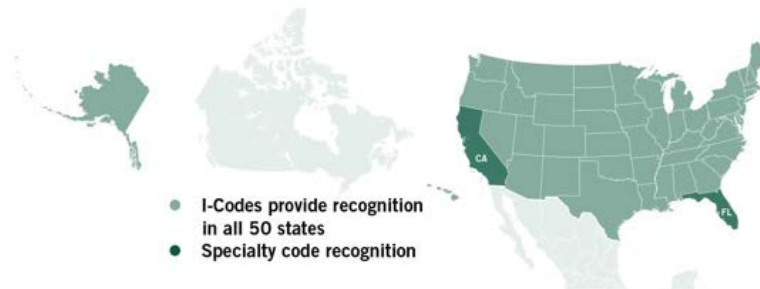 CA
FL
I-Codes provide recognition
in all 50 states
Specialty code recognition